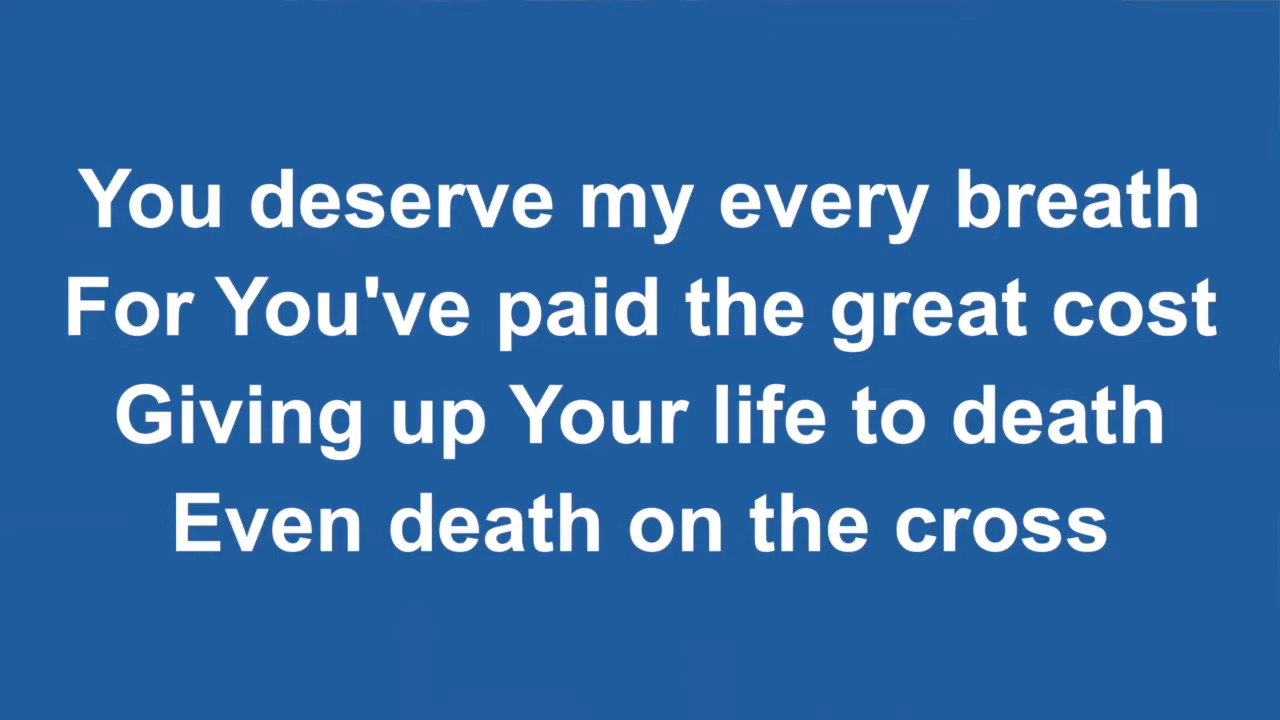 You deserve my every breath
For You've paid the great cost
Giving up Your life to death
Even death on the cross